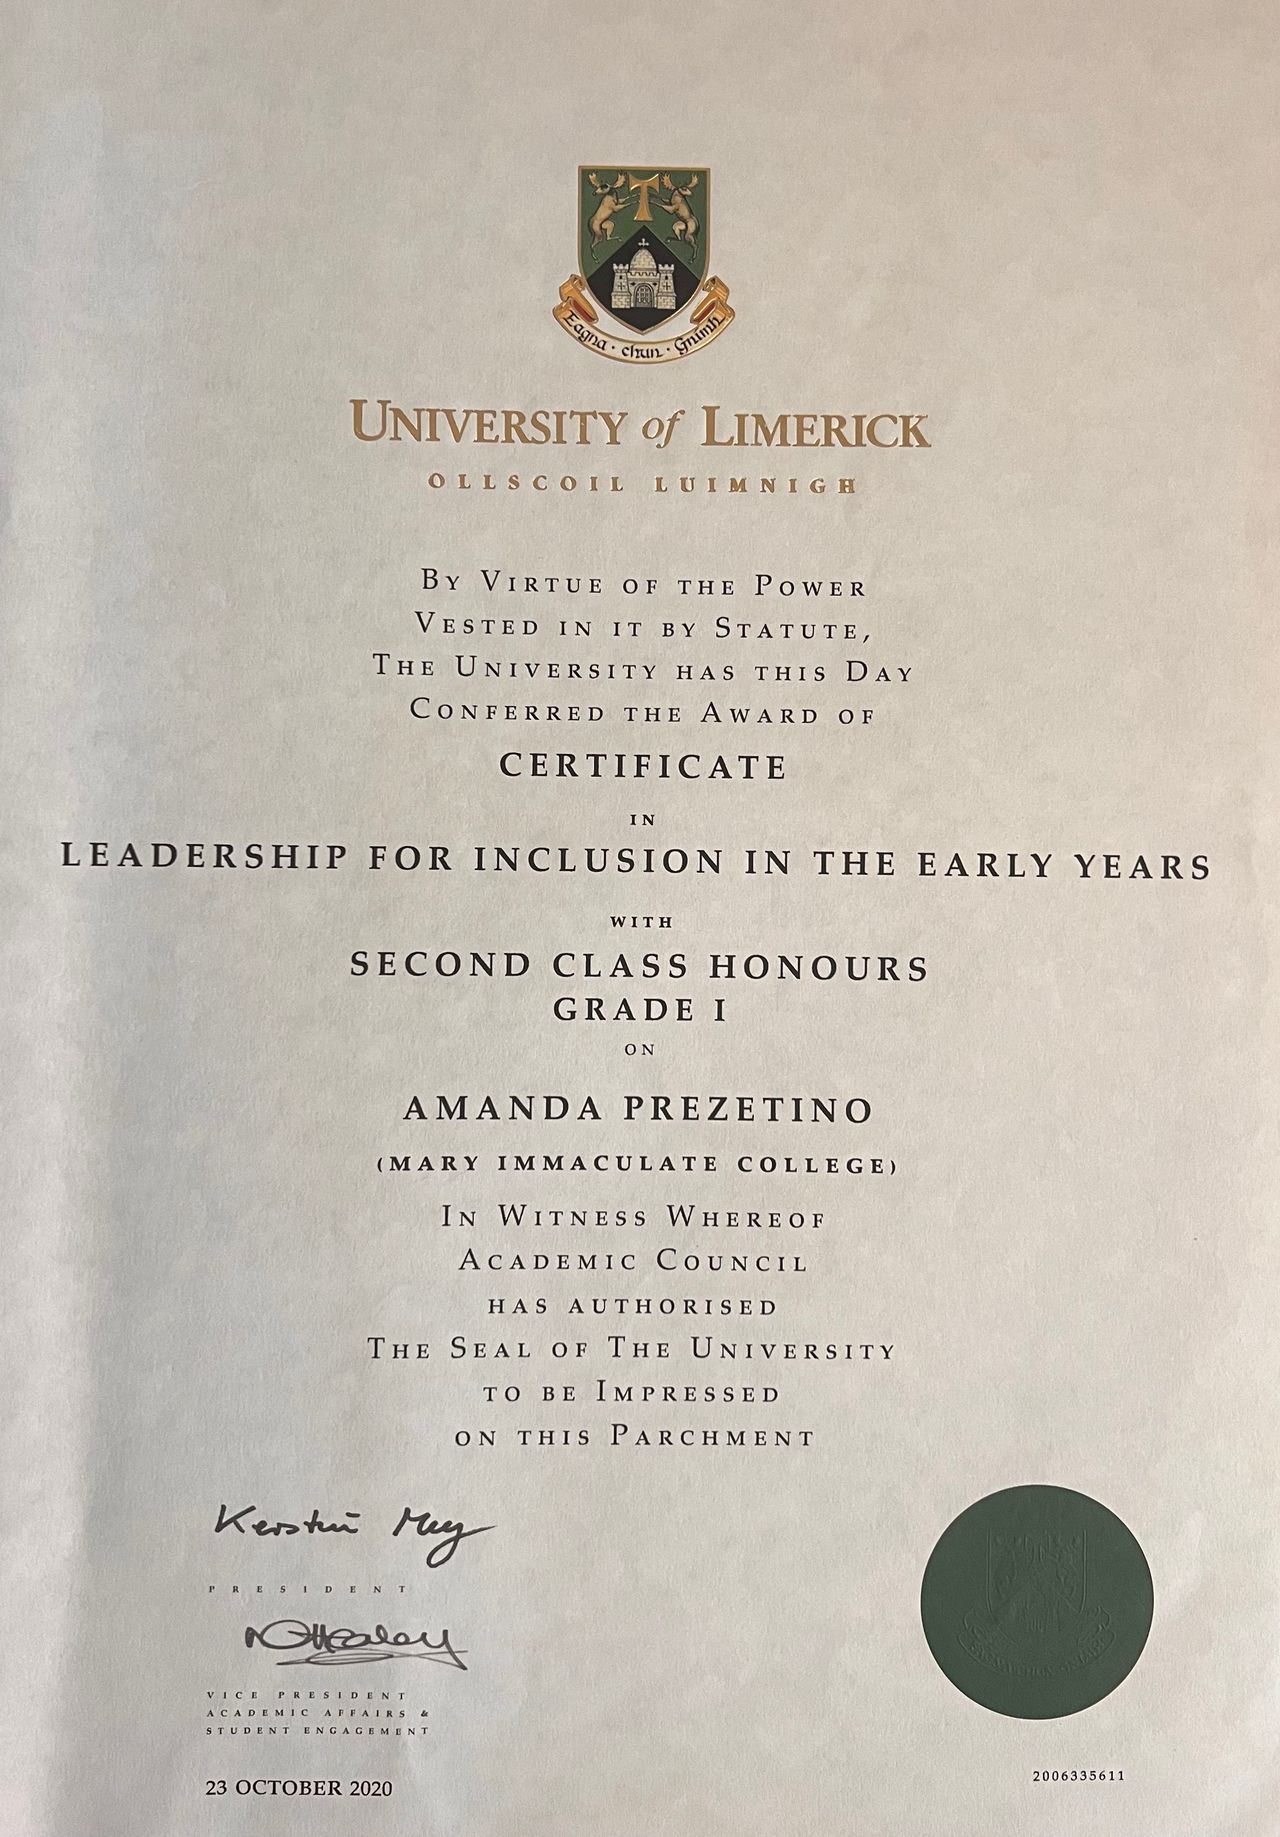 Eagna · chun · Gnímh
UNIVERSITY of LIMERICK
OLLSCOIL LUIMNIGH
BY VIRTUE OF THE POWER
VESTED IN IT BY STATUTE,
THE UNIVERSITY HAS THIS DAY
CONFERRED THE AWARD OF
CERTIFICATE
IN
LEADERSHIP FOR INCLUSION IN THE EARLY YEARS
WITH
SECOND CLASS HONOURS
GRADE I
ON
AMANDA PREZETINO
(MARY IMMACULATE COLLEGE)
IN WITNESS WHEREOF
ACADEMIC COUNCIL
HAS AUTHORISED
THE SEAL OF THE UNIVERSITY
TO BE IMPRESSED
ON THIS PARCHMENT
Kerstin Mey
PRESIDENT
VICE PRESIDENT
ACADEMIC AFFAIRS &
STUDENT ENGAGEMENT
23 OCTOBER 2020
2006335611